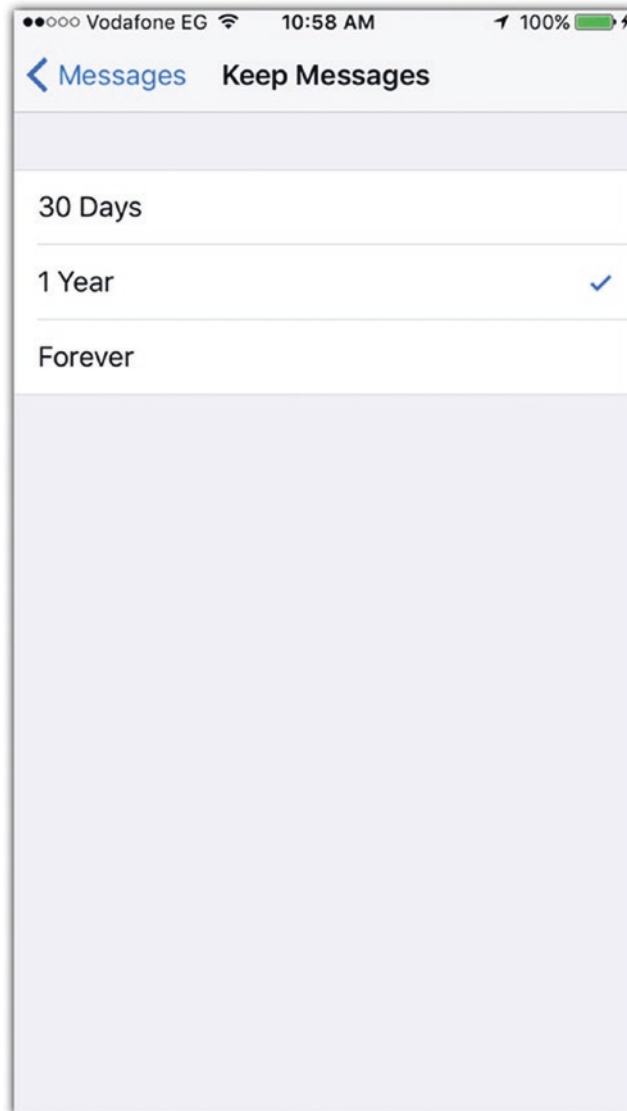 Vodafone EG 10:58 AM 100%
Messages Keep Messages
30 Days
1 Year
Forever